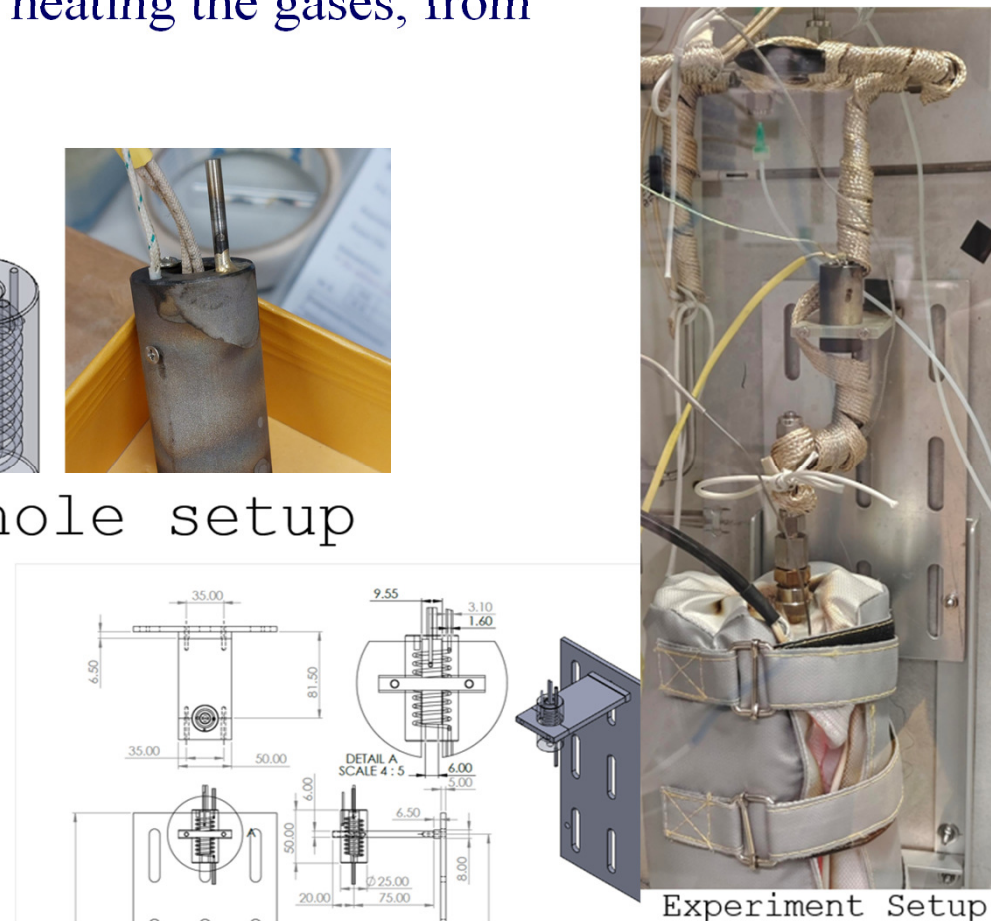 heating the gases, from
hole setup
35.00
6.50
81.50
35.00
50.00
9.55
3.10
1.60
DETAIL A
SCALE 4 : 5
6.00
5.00
6.00
50.00
6.50
A
8.00
Ø 25.00
20.00
75.00
Experiment Setup